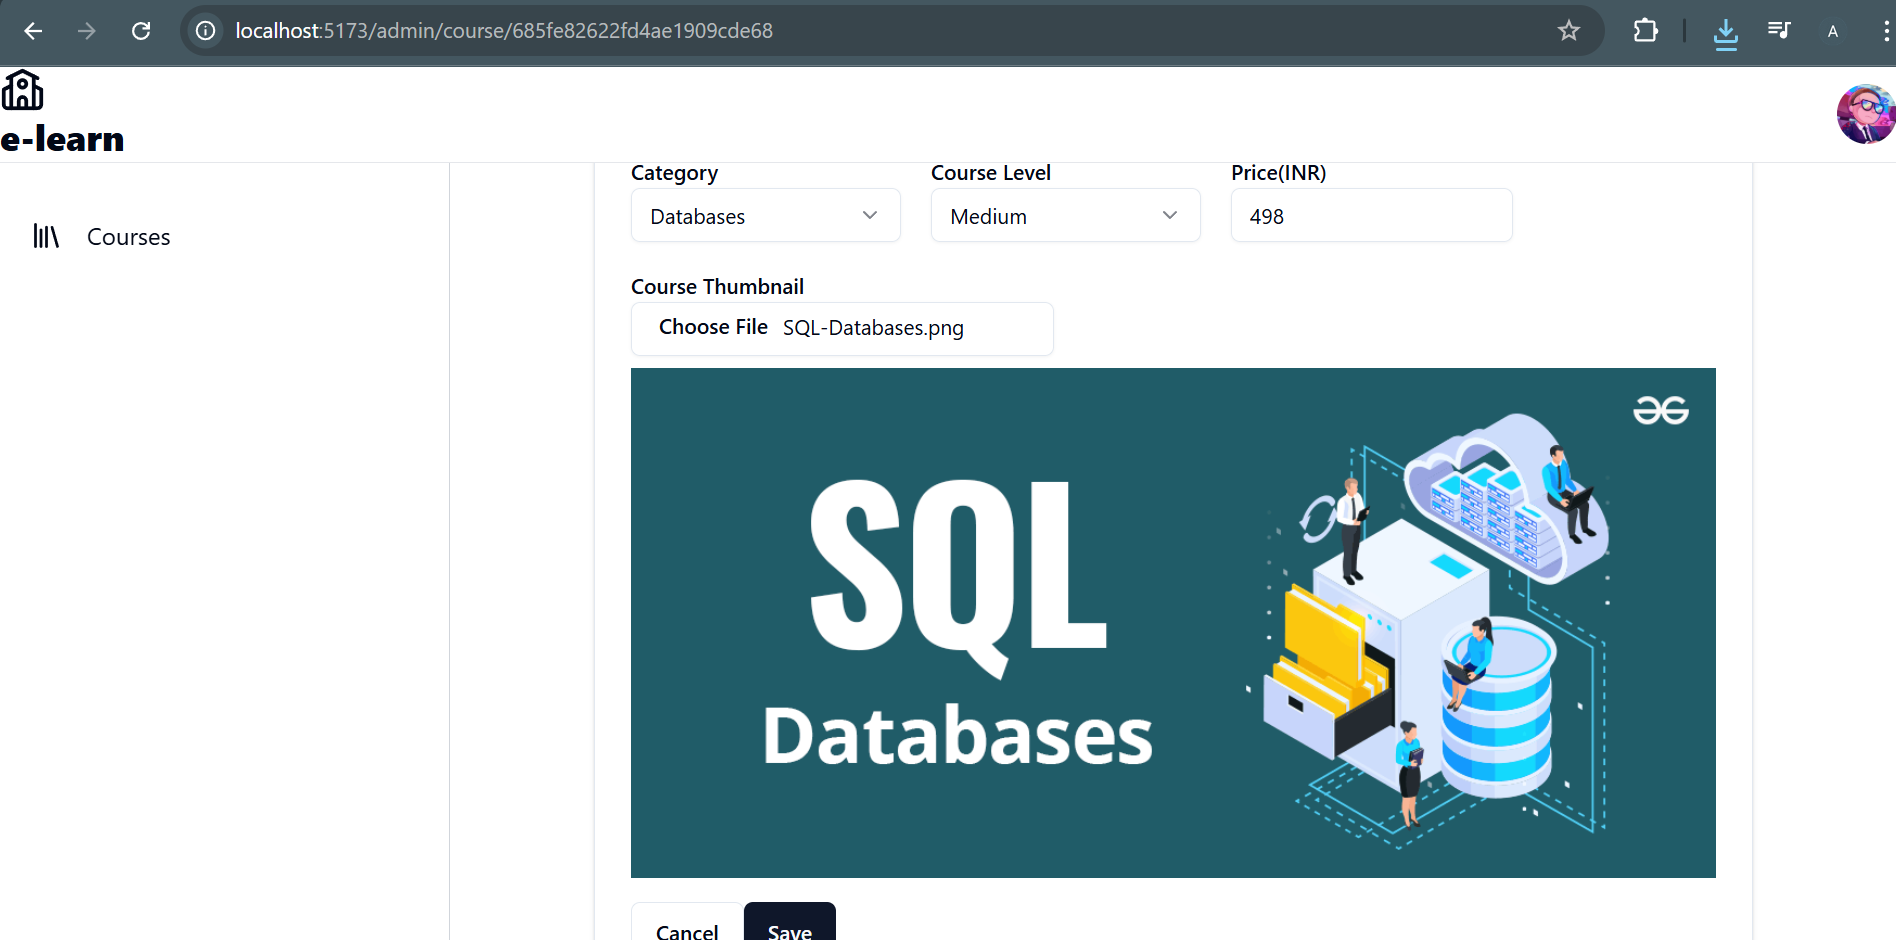 localhost:5173/admin/course/685fe82622fd4ae1909cde68
A
e-learn
Courses
Category
Course Level
Price(INR)
Databases
Medium
498
Course Thumbnail
Choose File SQL-Databases.png
SQL
Databases
Cancel
Save